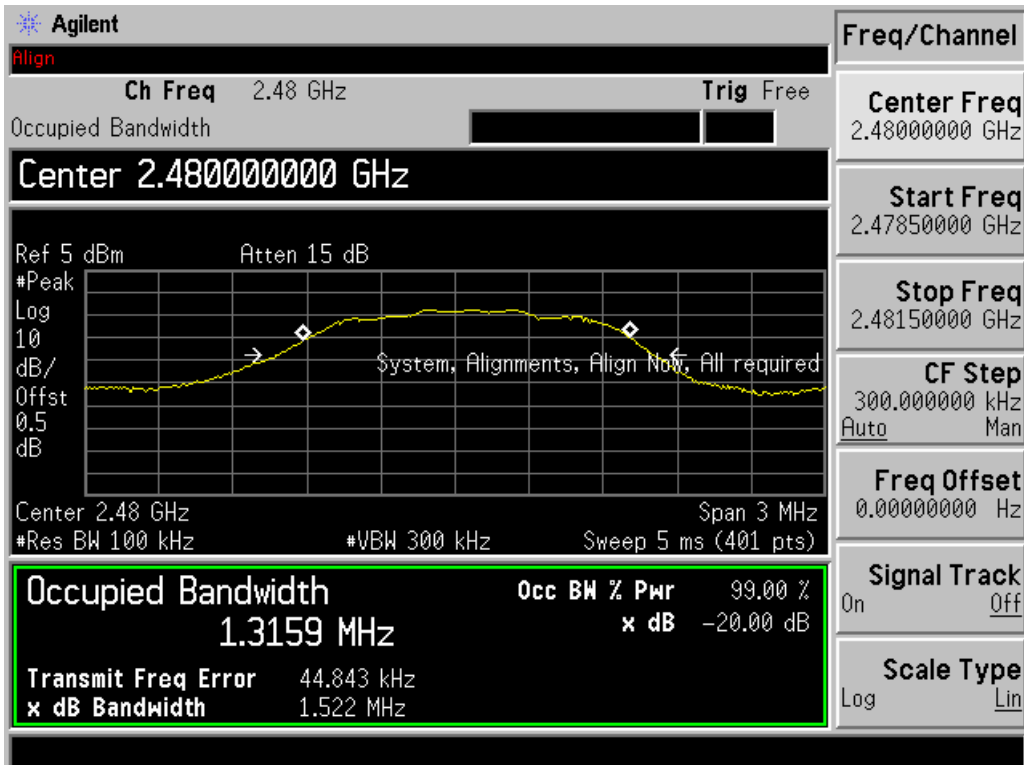 Agilent
Freq/Channel
Align
Ch Freq 2.48 GHz Trig Free
Occupied Bandwidth
Center 2.480000000 GHz
Ref 5 dBm Atten 15 dB
#Peak
Log
10
dB/
Offst
0.5
dB
System, Alignments, Align Now, All required
Center 2.48 GHz Span 3 MHz
#Res BW 100 kHz #VBW 300 kHz Sweep 5 ms (401 pts)
Occupied Bandwidth
1.3159 MHz
Occ BW % Pwr 99.00 %
x dB -20.00 dB
Transmit Freq Error 44.843 kHz
x dB Bandwidth 1.522 MHz
Center Freq
2.48000000 GHz
Start Freq
2.47850000 GHz
Stop Freq
2.48150000 GHz
CF Step
300.000000 kHz
Auto Man
Freq Offset
0.00000000 Hz
Signal Track
On Off
Scale Type
Log Lin